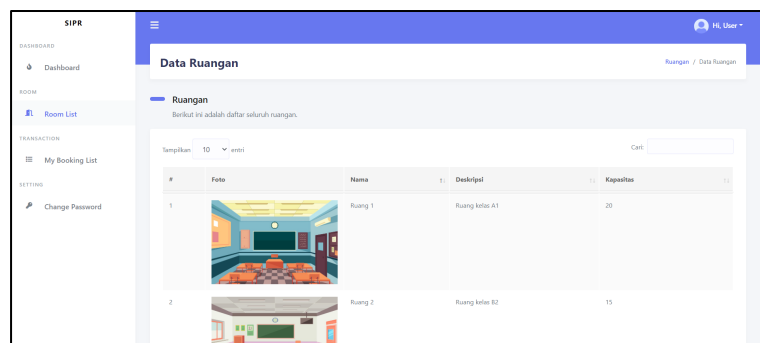 SIPR
Hi, User
DASHBOARD
Dashboard
Data Ruangan
Ruangan / Data Ruangan
ROOM
Room List
Ruangan
Berikut ini adalah daftar seluruh ruangan.
TRANSACTION
My Booking List
Tampilkan 10 entri
Cari:
SETTING
Change Password
# Foto Nama Deskripsi Kapasitas
1 Ruang 1 Ruang kelas A1 20
2 Ruang 2 Ruang kelas B2 15